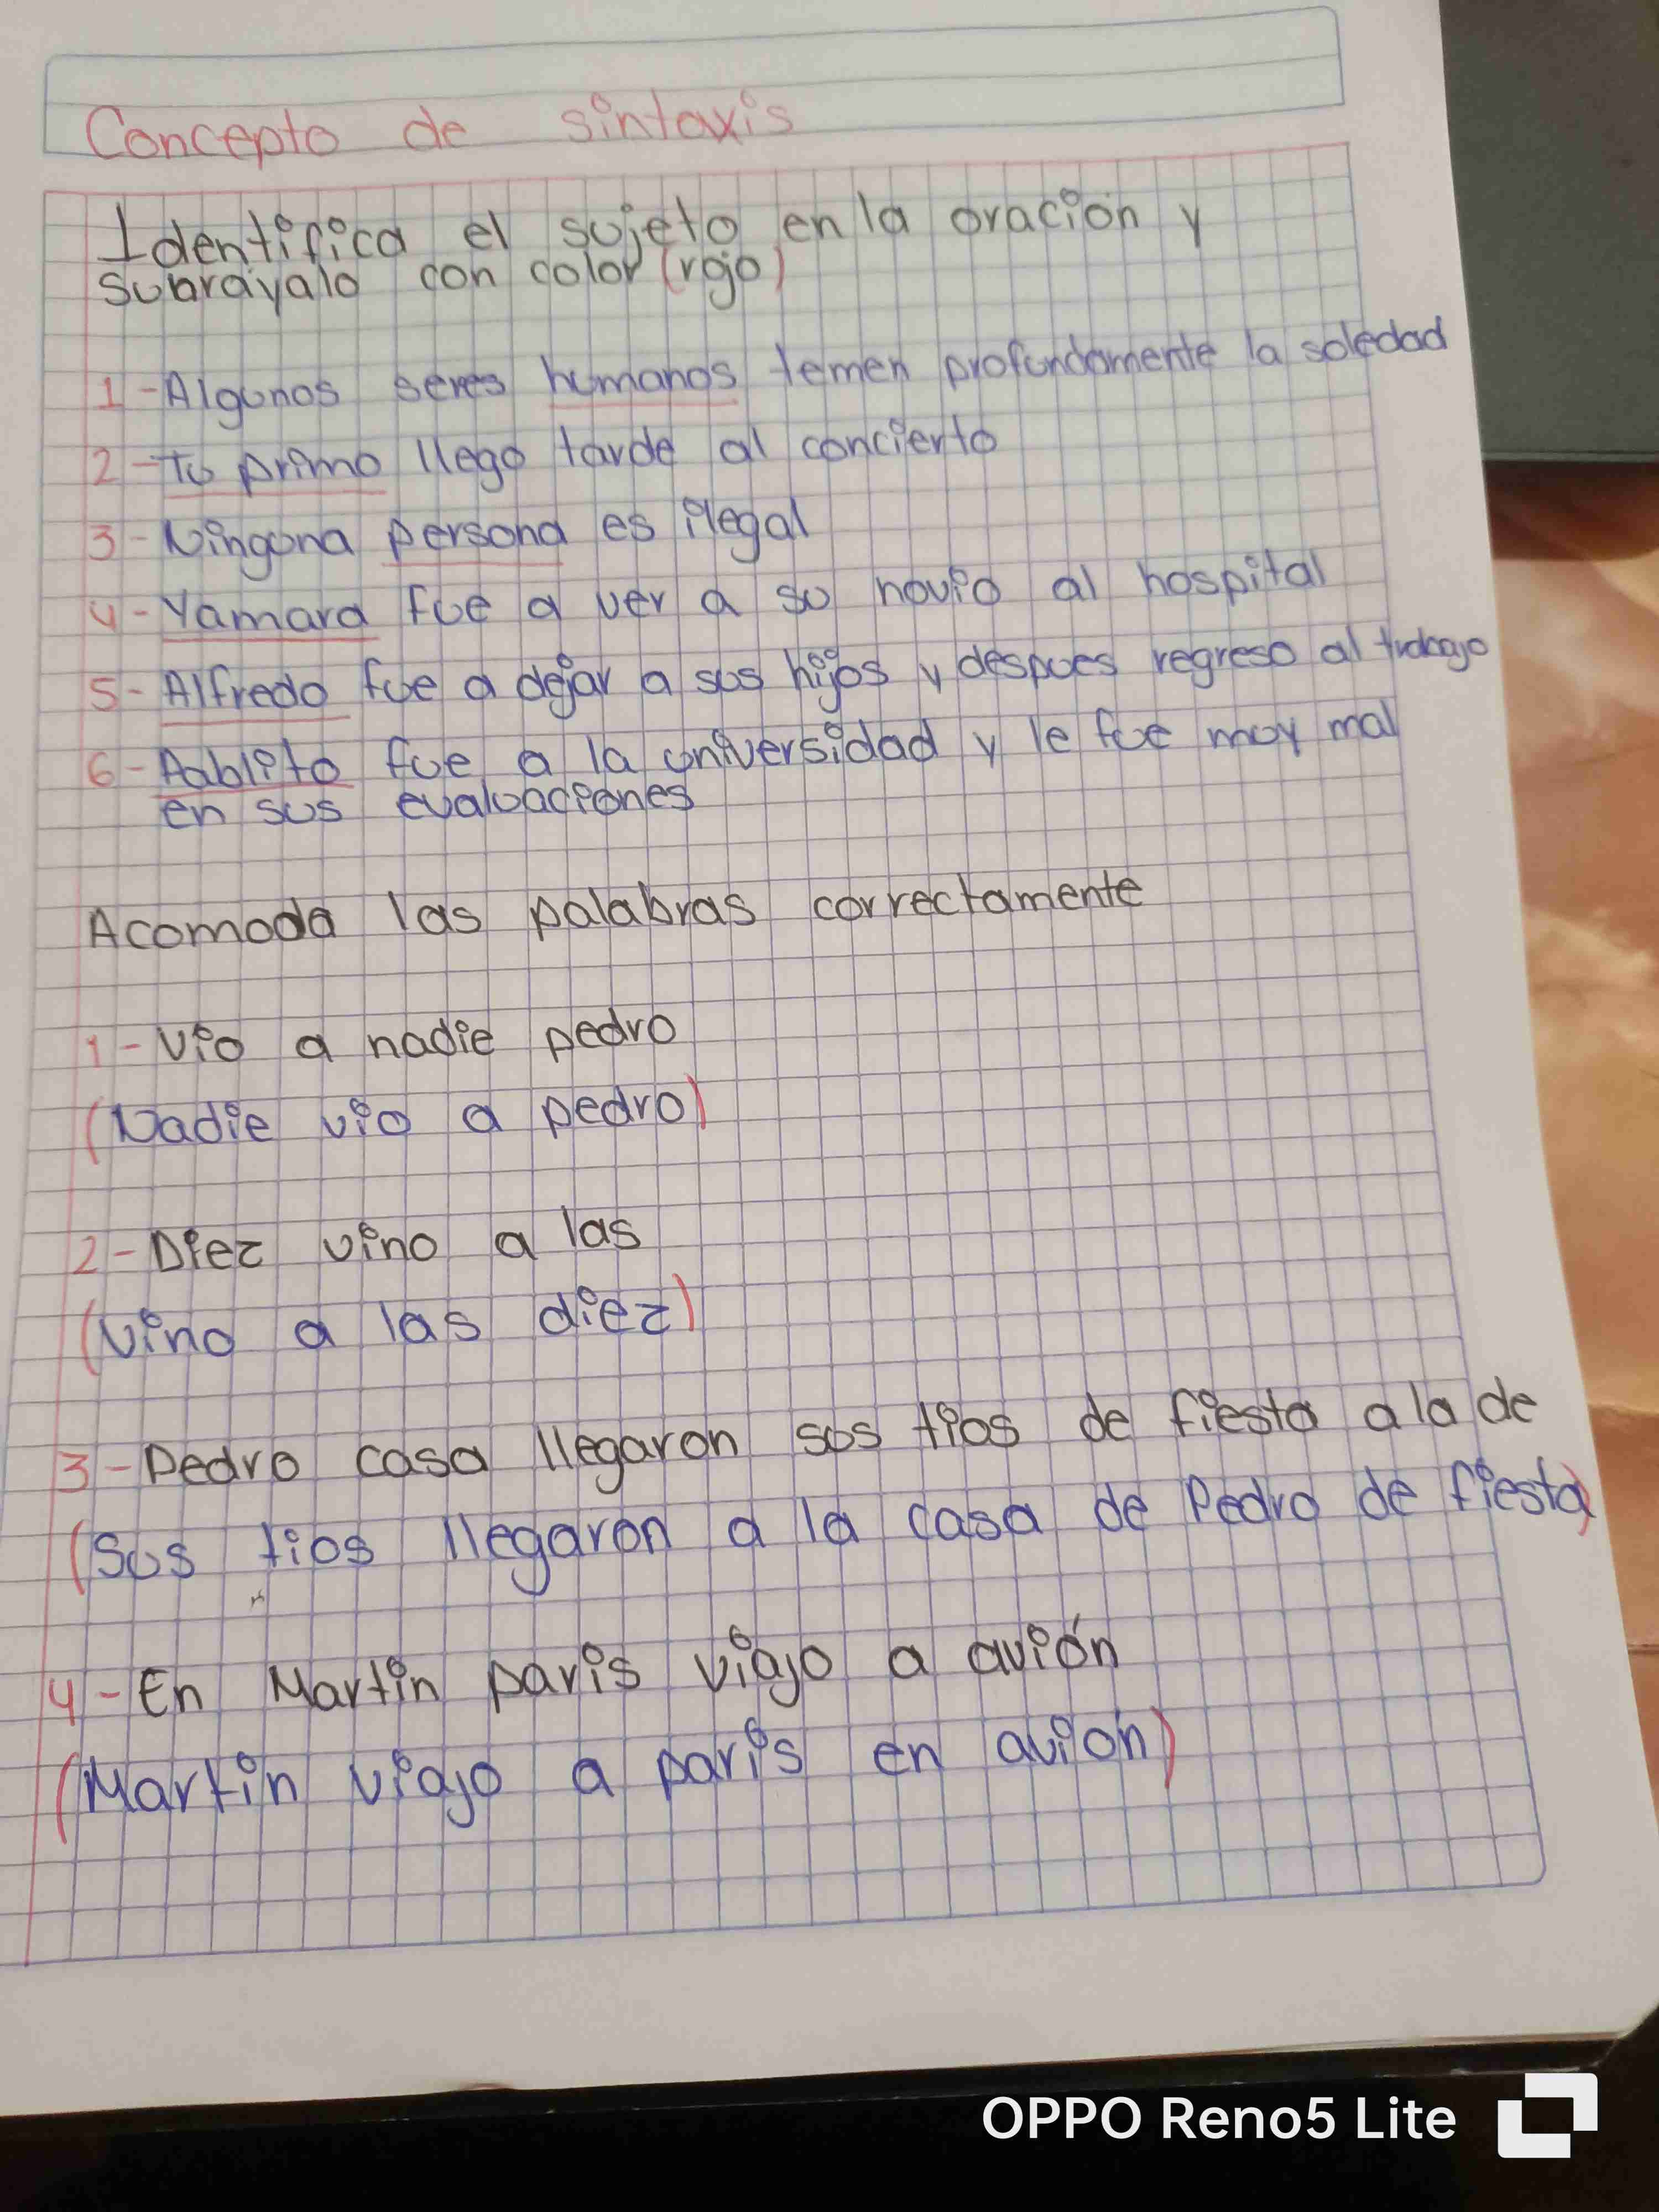 Concepto de sintaxis
Identifica el sujeto en la oración y
subráyalo con color (rojo)
1-Algunos seres humanos temen profundamente la soledad
2-Tu primo llego tarde al concierto
3-Ninguna persona es ilegal
4-Yamara fue a ver a su novio al hospital
5-Alfredo fue a dejar a sus hijos y despues regreso al trabajo
6-Pablito fue a la universidad y le fue muy mal
en sus evaluaciones
Acomoda las palabras correctamente
1-Vio a nadie pedro
(Nadie vio a pedro)
2-Diez vino a las
(Vino a las diez)
3-Pedro casa llegaron sus tios de fiesta a la de
(Sus tios llegaron a la casa de Pedro de fiesta)
4-En Martin paris viajo a avión
(Martin viajo a paris en avion)
OPPO Reno5 Lite